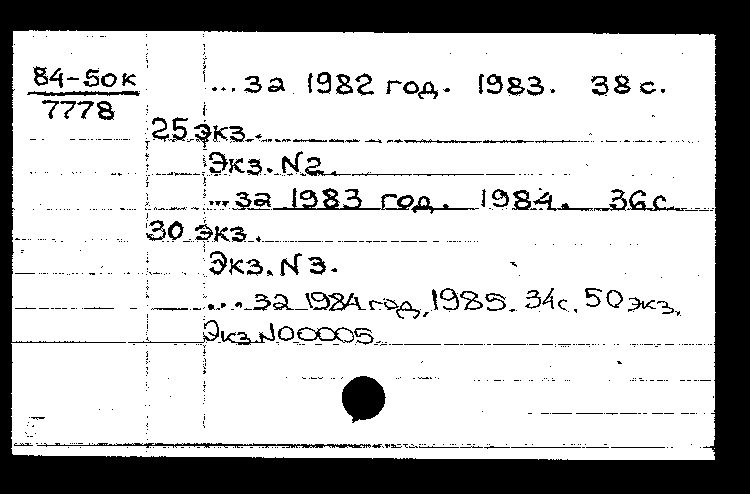 84-50к
7778
...за 1982 год. 1983. 38 с.
25 экз.
Экз. N2.
...за 1983 год. 1984. 36 с.
30 экз.
Экз. N3.
...за 1984 год, 1985. 34с. 50 экз.
Экз. N00005.